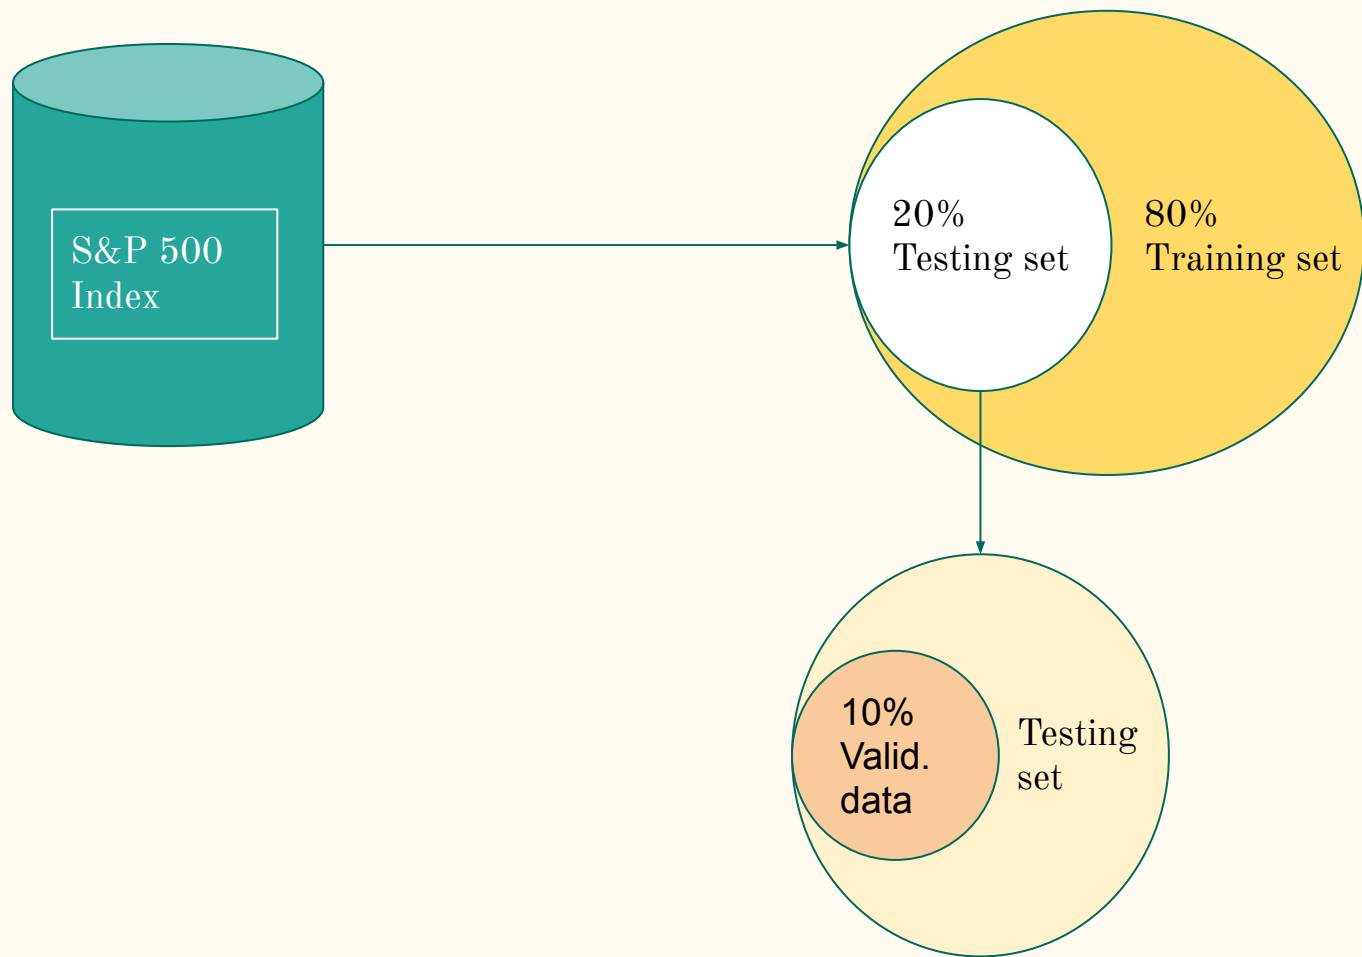 S&P 500
Index
20%
Testing set
80%
Training set
10%
Valid.
data
Testing
set